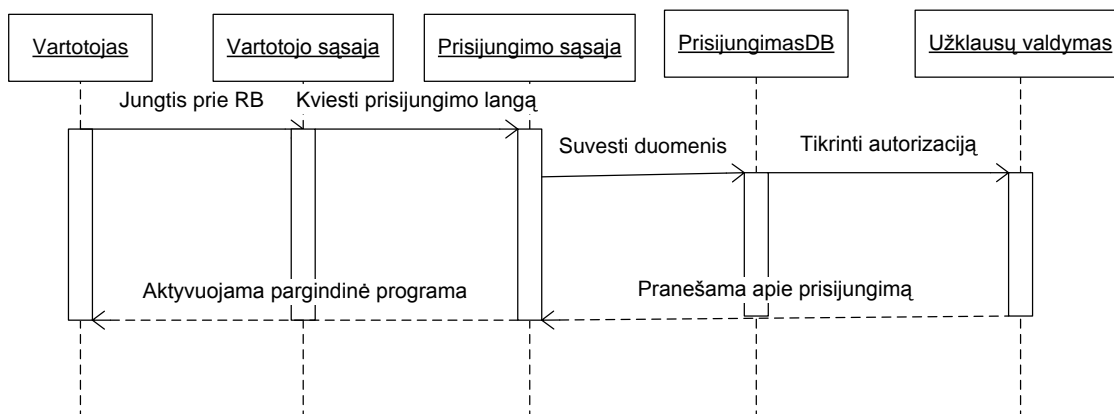 Vartotojas
Vartotojo sąsaja
Prisijungimo sąsaja
PrisijungimasDB
Užklausų valdymas
Jungtis prie RB
Kviesti prisijungimo langą
Suvesti duomenis
Tikrinti autorizaciją
Aktyvuojama pargindinė programa
Pranešama apie prisijungimą